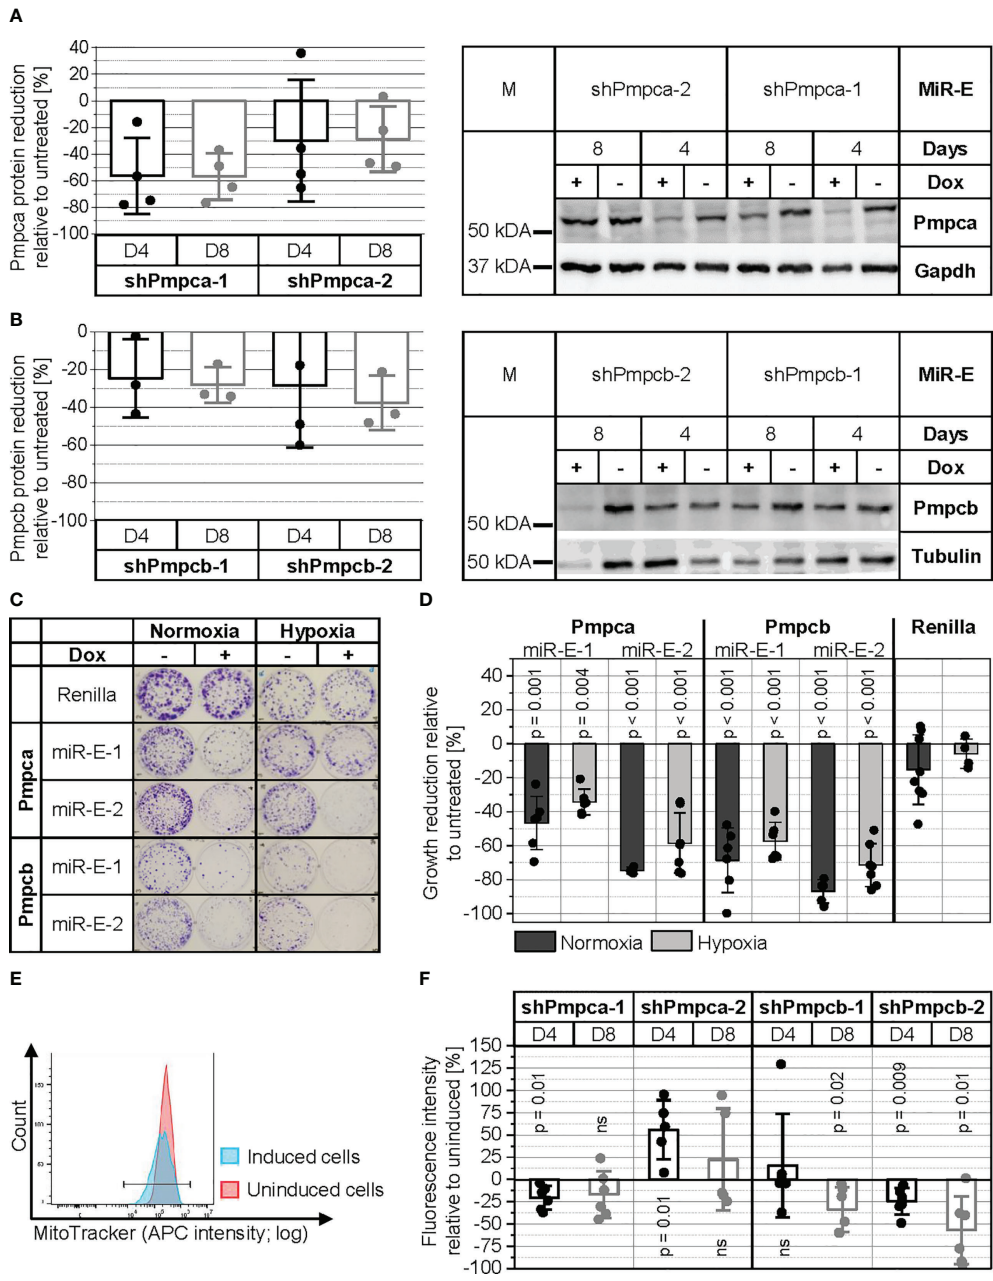 A
Pmpca protein reduction
relative to untreated [%]
40
20
0
-20
-40
-60
-80
-100
D4 D8 D4 D8
shPmpca-1 shPmpca-2
M shPmpca-2 shPmpca-1 MiR-E
8 4 8 4 Days
+ - + - + - + - Dox
50 kDA Pmpca
37 kDA Gapdh
B
Pmpcb protein reduction
relative to untreated [%]
0
-20
-40
-60
-80
-100
D4 D8 D4 D8
shPmpcb-1 shPmpcb-2
M shPmpcb-2 shPmpcb-1 MiR-E
8 4 8 4 Days
+ - + - + - + - Dox
50 kDA Pmpcb
50 kDA Tubulin
C
Normoxia Hypoxia
Dox - + - +
Renilla
Pmpca
miR-E-1
miR-E-2
Pmpcb
miR-E-1
miR-E-2
D
Pmpca Pmpcb Renilla
miR-E-1 miR-E-2 miR-E-1 miR-E-2
Growth reduction relative
to untreated [%]
40
20
0
-20
-40
-60
-80
-100
p = 0.001
p = 0.004
p < 0.001
p < 0.001
p < 0.001
p < 0.001
p < 0.001
p < 0.001
Normoxia Hypoxia
E
Count
Induced cells
Uninduced cells
MitoTracker (APC intensity; log)
F
shPmpca-1 shPmpca-2 shPmpcb-1 shPmpcb-2
D4 D8 D4 D8 D4 D8 D4 D8
Fluorescence intensity
relative to uninduced [%]
150
125
100
75
50
25
0
-25
-50
-75
-100
p = 0.01
ns
p = 0.01
ns
ns
p = 0.02
p = 0.009
p = 0.01